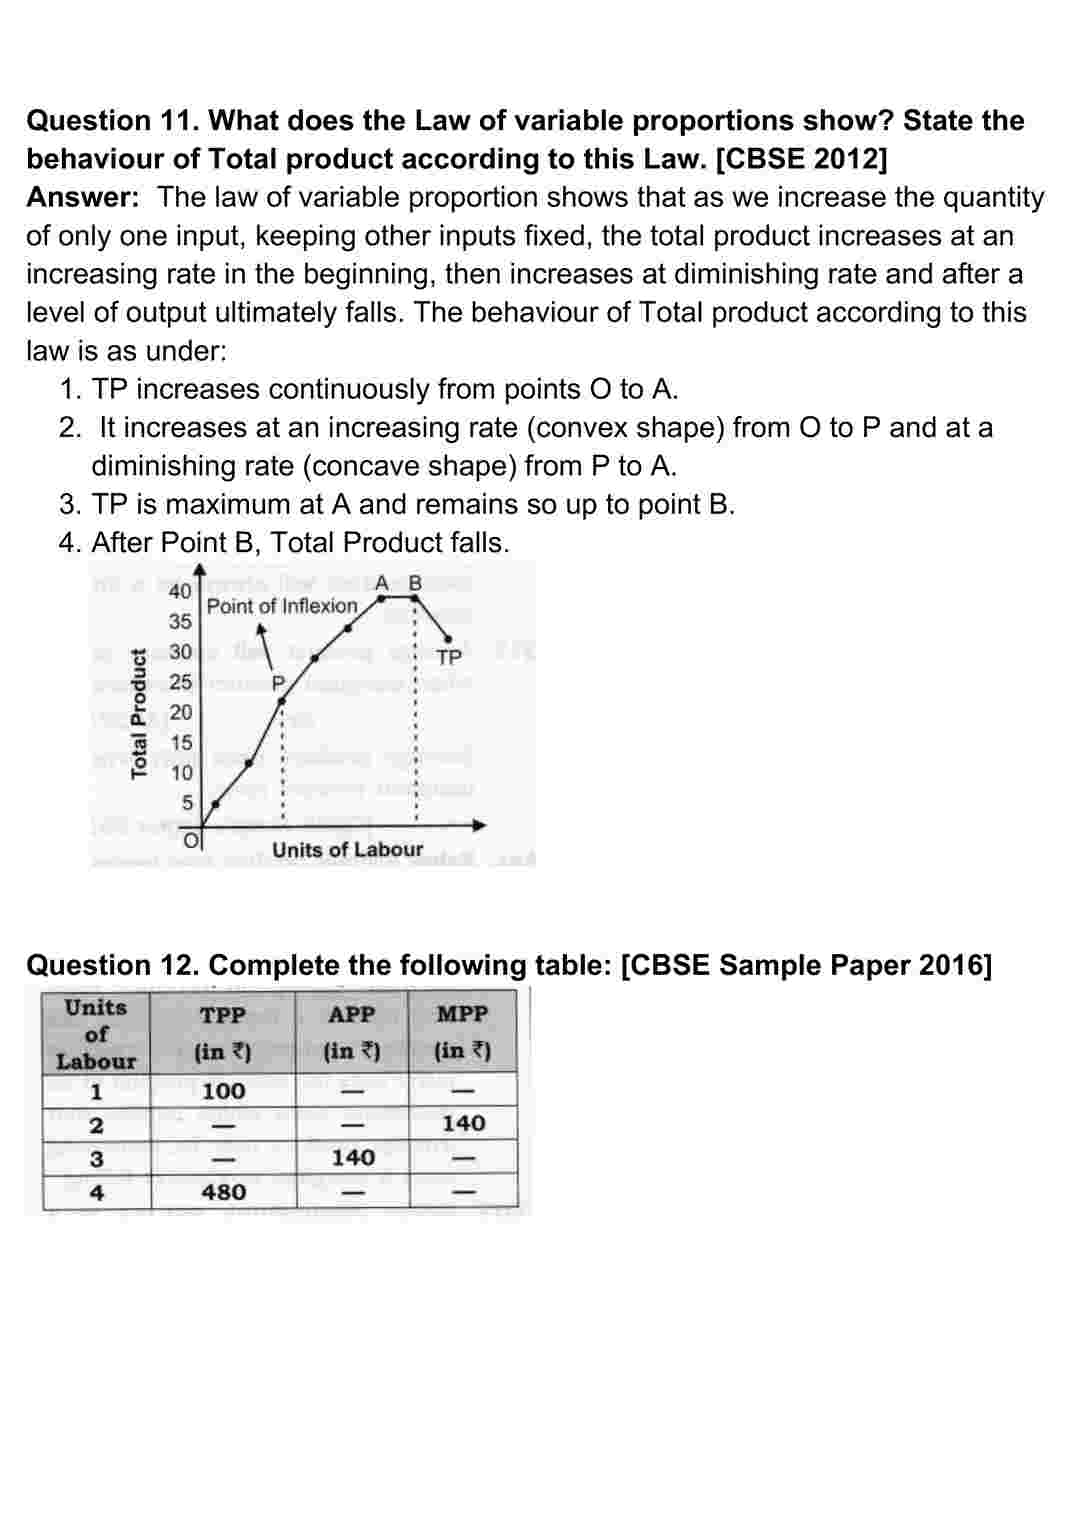 Question 11. What does the Law of variable proportions show? State the
behaviour of Total product according to this Law. [CBSE 2012]
Answer: The law of variable proportion shows that as we increase the quantity
of only one input, keeping other inputs fixed, the total product increases at an
increasing rate in the beginning, then increases at diminishing rate and after a
level of output ultimately falls. The behaviour of Total product according to this
law is as under:
1. TP increases continuously from points O to A.
2. It increases at an increasing rate (convex shape) from O to P and at a
diminishing rate (concave shape) from P to A.
3. TP is maximum at A and remains so up to point B.
4. After Point B, Total Product falls.
A B
40
Point of Inflexion
35
30
TP
25
P
20
15
10
5
O
Total Product
Units of Labour
Question 12. Complete the following table: [CBSE Sample Paper 2016]
Units of Labour TPP (in ₹) APP (in ₹) MPP (in ₹)
1 100 — —
2 — — 140
3 — 140 —
4 480 — —